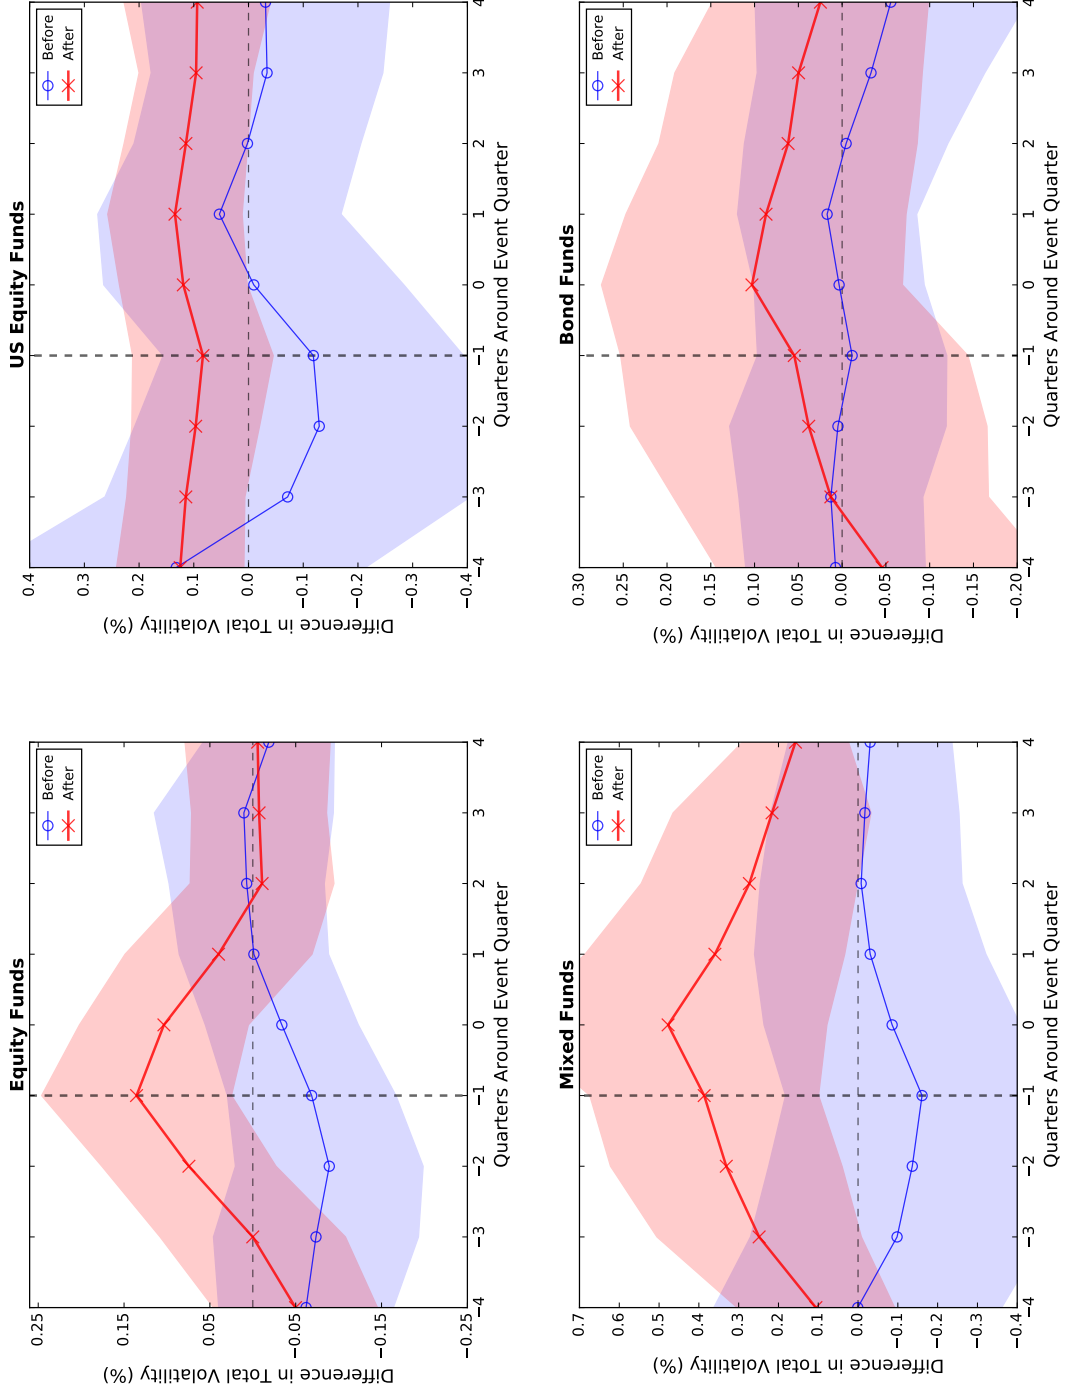 Equity Funds
Difference in Total Volatility (%)
0.25
0.15
0.05
−0.05
−0.15
−0.25
−4 −3 −2 −1 0 1 2 3 4
Quarters Around Event Quarter
Before
After
US Equity Funds
Difference in Total Volatility (%)
0.4
0.3
0.2
0.1
0.0
−0.1
−0.2
−0.3
−0.4
−4 −3 −2 −1 0 1 2 3 4
Quarters Around Event Quarter
Before
After
Mixed Funds
Difference in Total Volatility (%)
0.7
0.6
0.5
0.4
0.3
0.2
0.1
0.0
−0.1
−0.2
−0.3
−0.4
−4 −3 −2 −1 0 1 2 3 4
Quarters Around Event Quarter
Before
After
Bond Funds
Difference in Total Volatility (%)
0.30
0.25
0.20
0.15
0.10
0.05
0.00
−0.05
−0.10
−0.15
−0.20
−4 −3 −2 −1 0 1 2 3 4
Quarters Around Event Quarter
Before
After